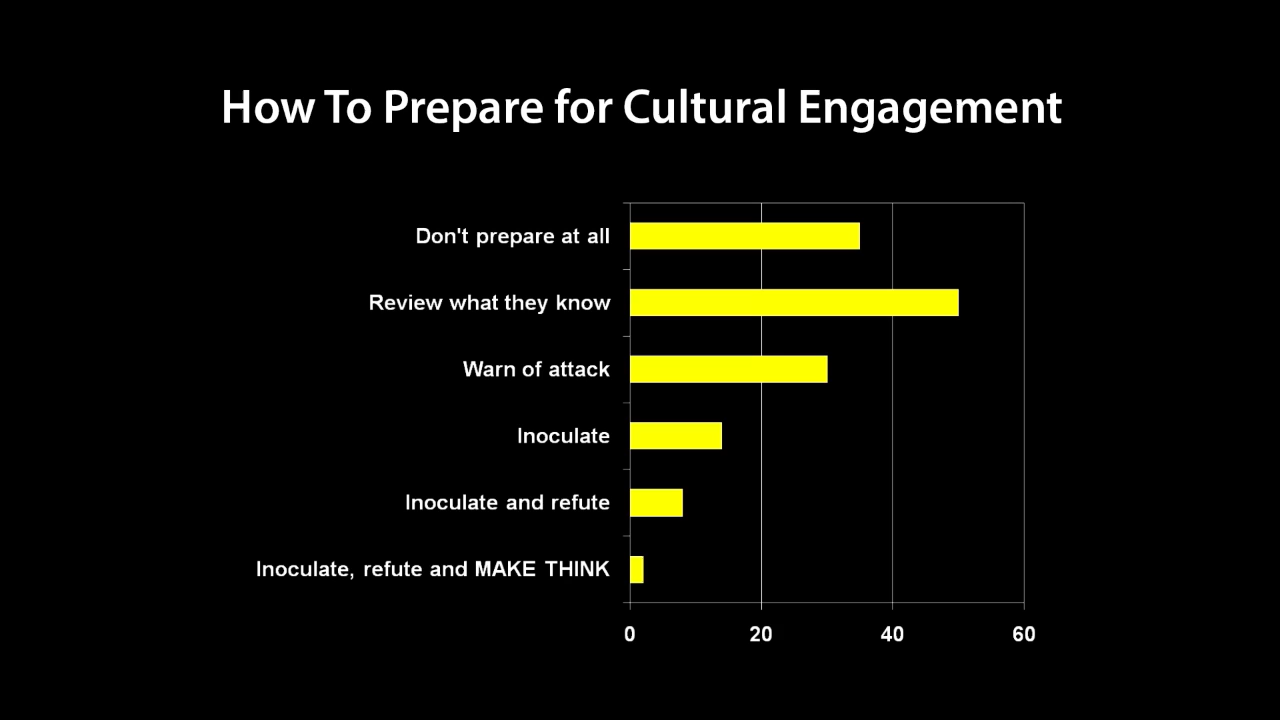 How To Prepare for Cultural Engagement
Don't prepare at all
Review what they know
Warn of attack
Inoculate
Inoculate and refute
Inoculate, refute and MAKE THINK
0 20 40 60